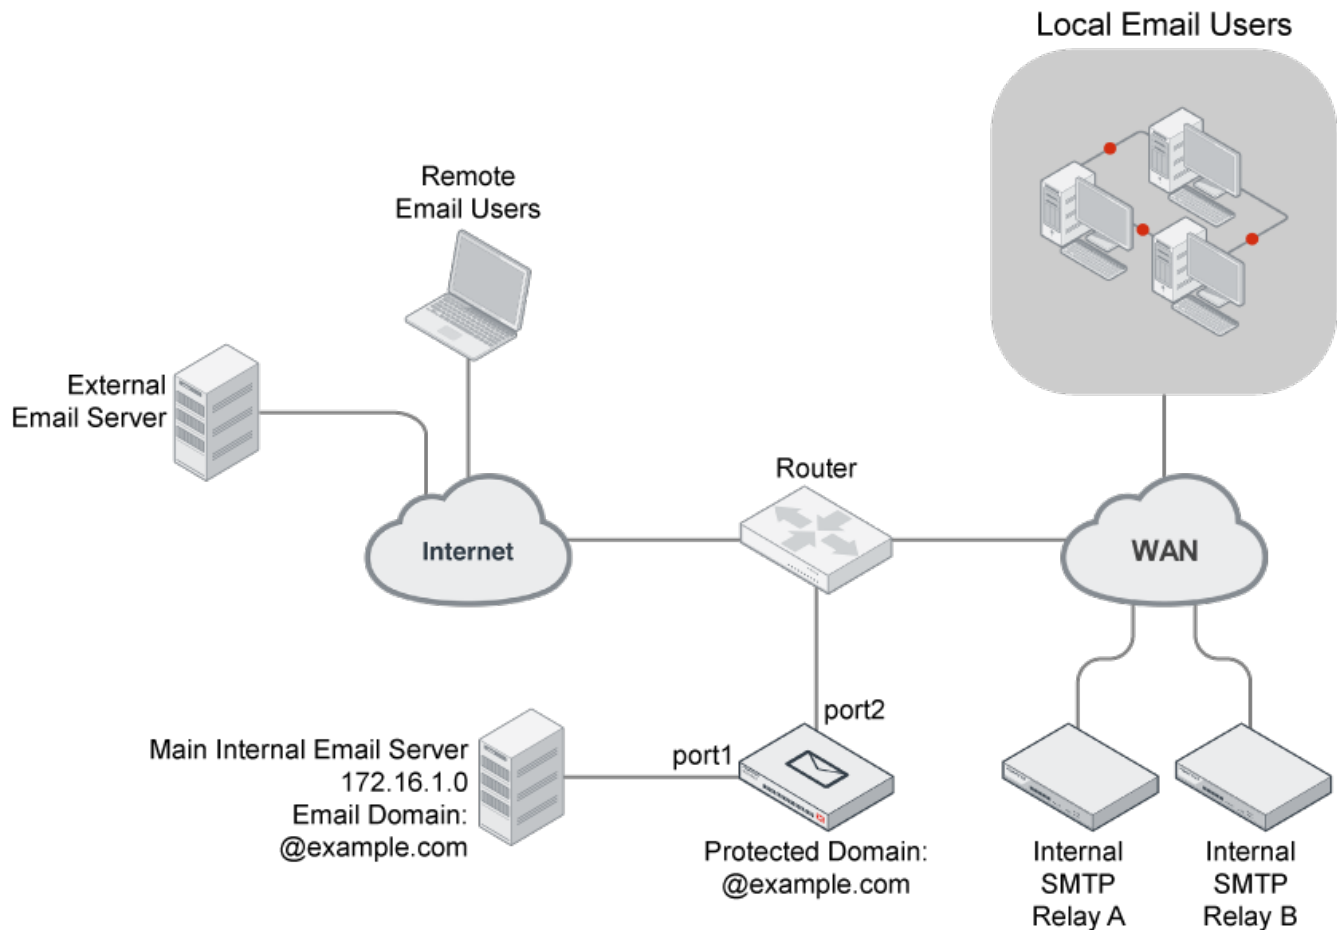 Local Email Users
Remote
Email Users
External
Email Server
Router
Internet
WAN
port2
port1
Main Internal Email Server
172.16.1.0
Email Domain:
@example.com
Protected Domain:
@example.com
Internal
SMTP
Relay A
Internal
SMTP
Relay B